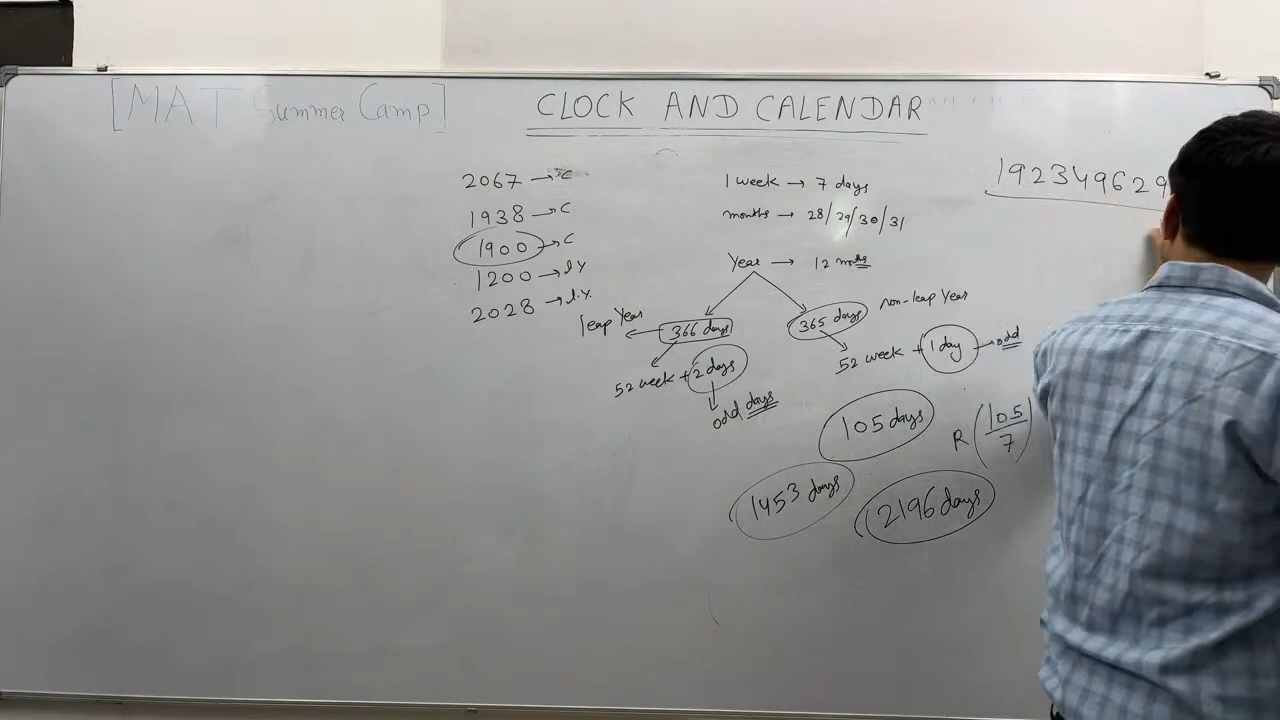 [MAT Summer Camp]
CLOCK AND CALENDAR
2067 → C
1938 → C
1900 → C
1200 → l.Y
2028 → l.Y.
1 week → 7 days
months → 28/29/30/31
Year → 12 months
leap Year
366 days
365 days
non-leap Year
52 week + 2 days
odd days
52 week + 1 day → odd
105 days
R (105/7)
1453 days
2196 days
192349629